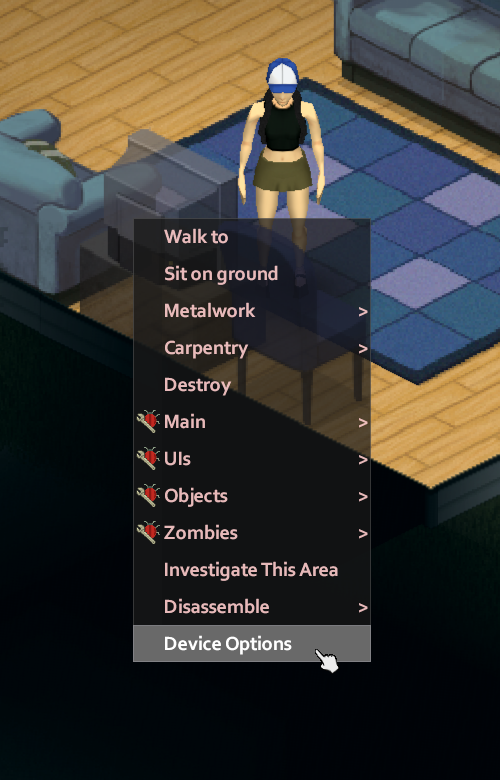 Walk to
Sit on ground
Metalwork >
Carpentry >
Destroy
Main >
UIs >
Objects >
Zombies >
Investigate This Area
Disassemble >
Device Options